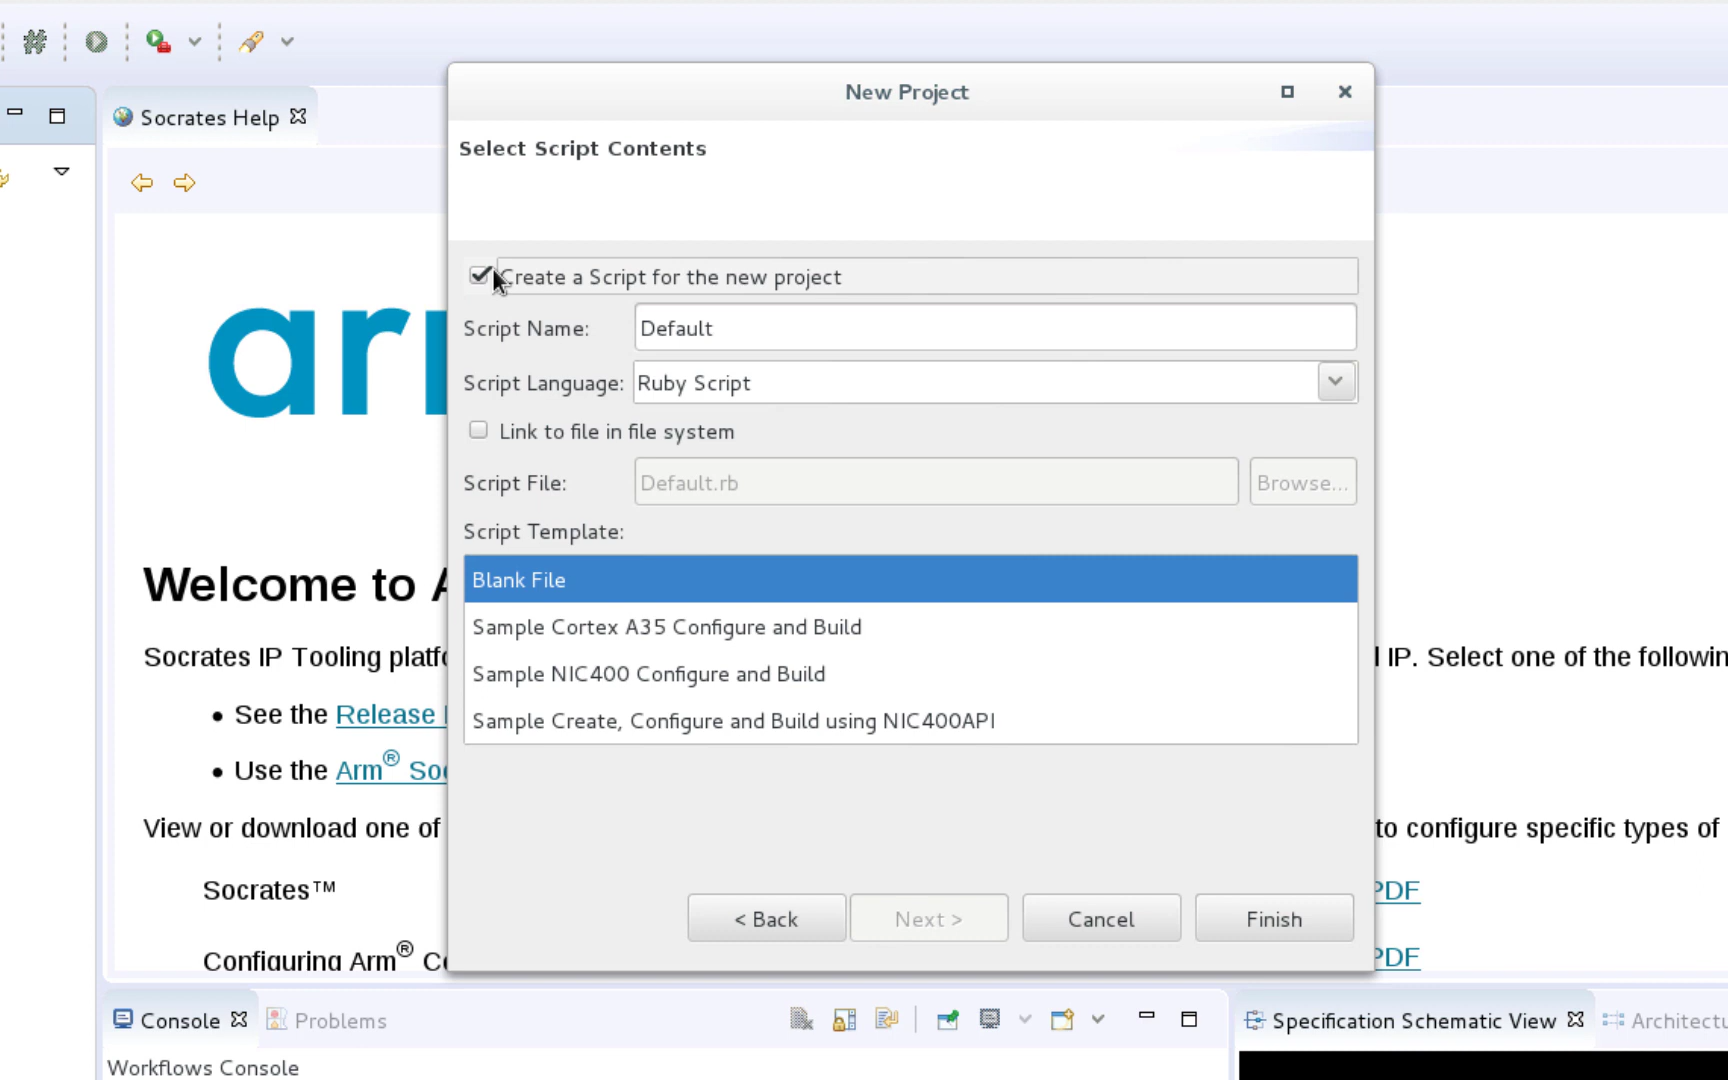 New Project
Socrates Help
Select Script Contents
Create a Script for the new project
Script Name: Default
Script Language: Ruby Script
Link to file in file system
Script File: Default.rb Browse...
Script Template:
Blank File
Sample Cortex A35 Configure and Build
Sample NIC400 Configure and Build
Sample Create, Configure and Build using NIC400API
< Back Next > Cancel Finish
ar
Welcome to
Socrates IP Tooling IP. Select one of the
See the Release
Use the Arm®
View or download one of to configure specific types of
Socrates™ PDF
Configuring Arm® PDF
Console Problems
Specification Schematic View
Workflows Console